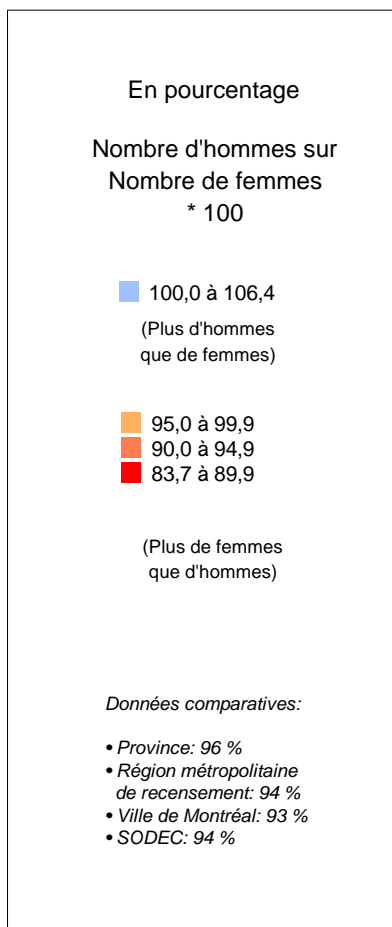 En pourcentage
Nombre d'hommes sur
Nombre de femmes
* 100
100,0 à 106,4
(Plus d'hommes
que de femmes)
95,0 à 99,9
90,0 à 94,9
83,7 à 89,9
(Plus de femmes
que d'hommes)
Données comparatives:
• Province: 96 %
• Région métropolitaine
de recensement: 94 %
• Ville de Montréal: 93 %
• SODEC: 94 %